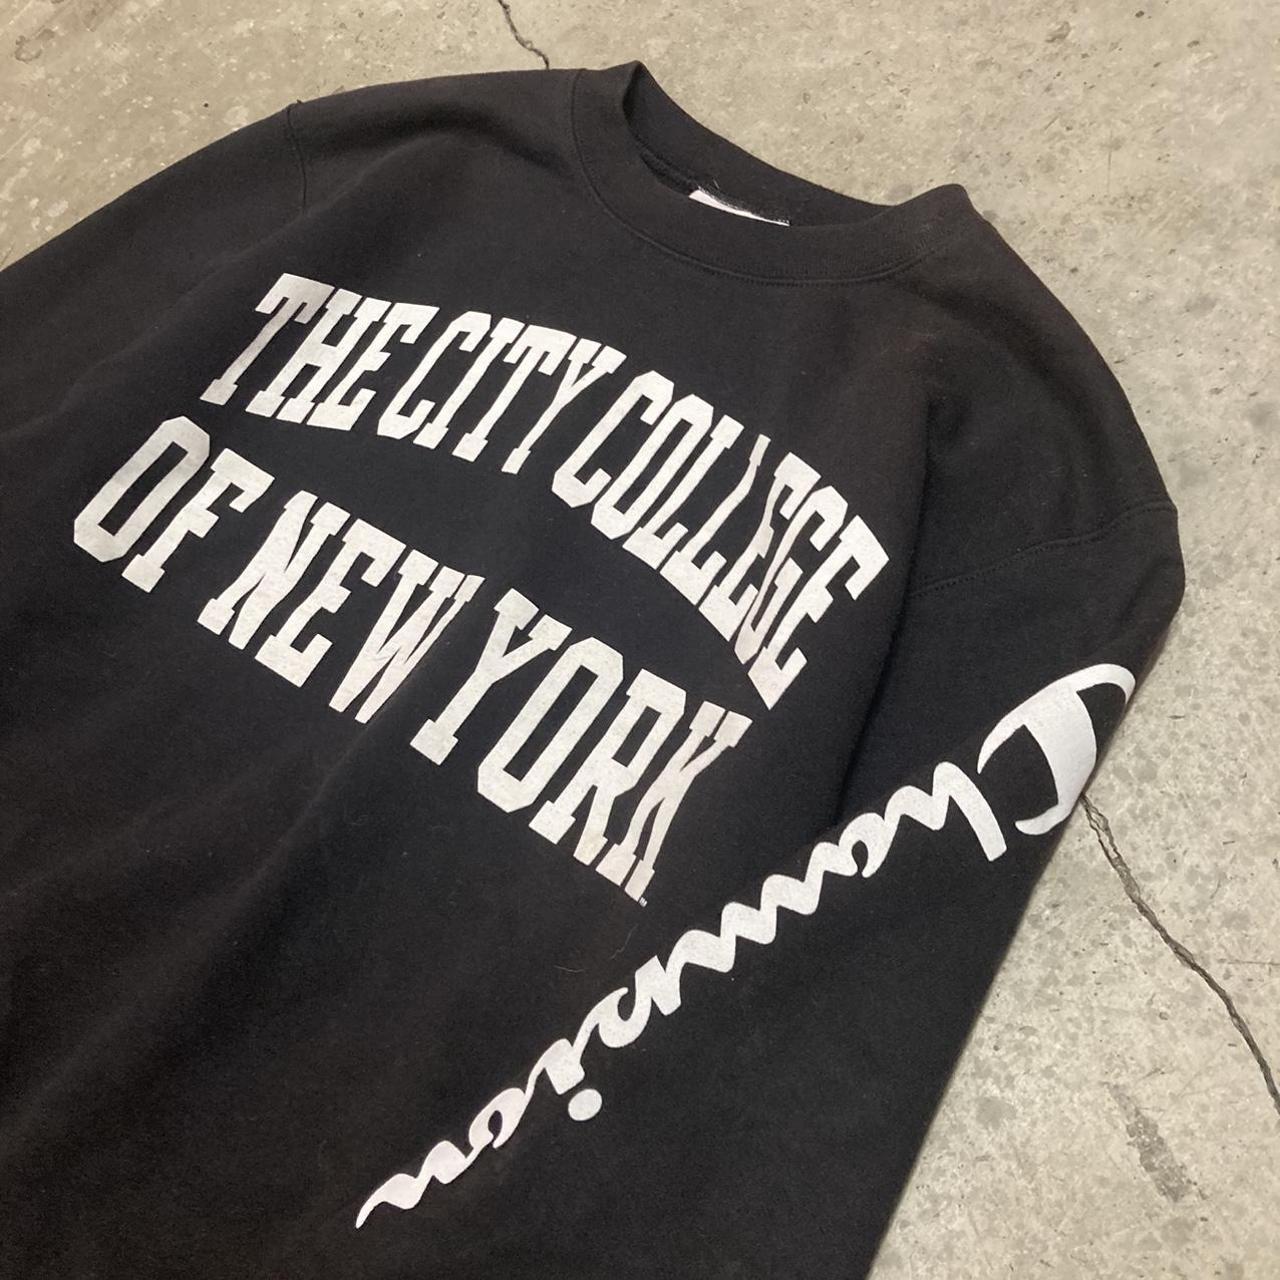 THE CITY COLLEGE
OF NEW YORK
Champion